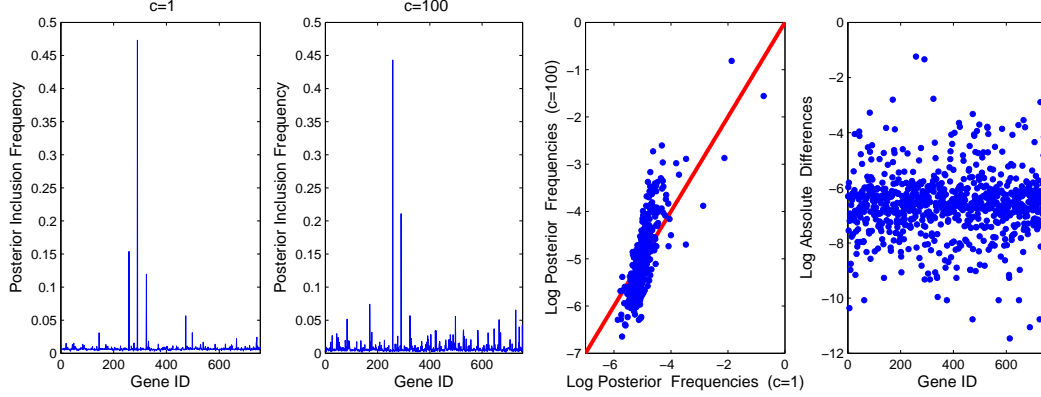 c=1
Posterior Inclusion Frequency
0.5
0.45
0.4
0.35
0.3
0.25
0.2
0.15
0.1
0.05
0
0 200 400 600
Gene ID
c=100
Posterior Inclusion Frequency
0.5
0.45
0.4
0.35
0.3
0.25
0.2
0.15
0.1
0.05
0
0 200 400 600
Gene ID
Log Posterior Frequencies (c=100)
0
−1
−2
−3
−4
−5
−6
−7
−6 −4 −2 0
Log Posterior Frequencies (c=1)
Log Absolute Differences
0
−2
−4
−6
−8
−10
−12
0 200 400 600
Gene ID